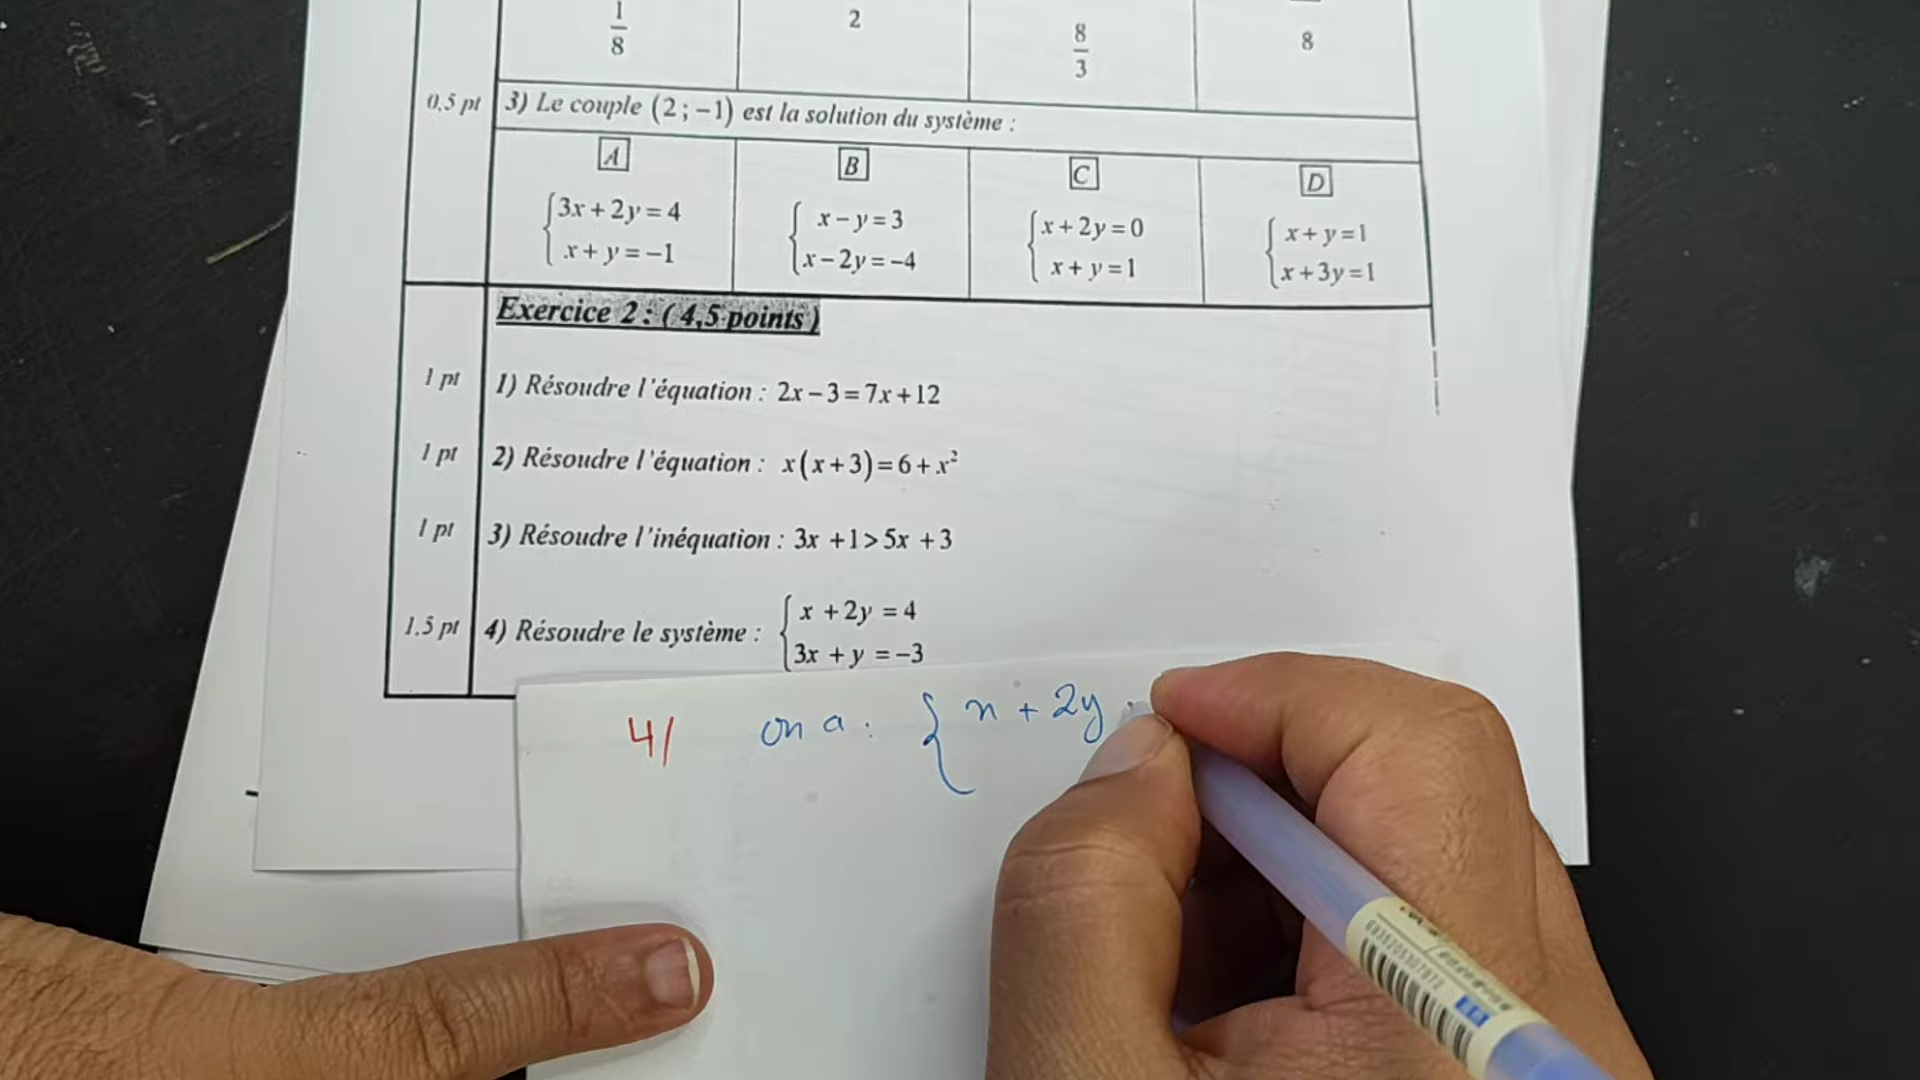 1/8 2 8/3 8
0,5 pt 3) Le couple (2 ; −1) est la solution du système :
A B C D
{3x + 2y = 4 { x − y = 3 {x + 2y = 0 {x + y = 1
x + y = −1 x − 2y = −4 x + y = 1 x + 3y = 1
Exercice 2 : ( 4,5 points )
1 pt 1) Résoudre l'équation : 2x − 3 = 7x + 12
1 pt 2) Résoudre l'équation : x(x + 3) = 6 + x²
1 pt 3) Résoudre l'inéquation : 3x + 1 > 5x + 3
1.5 pt 4) Résoudre le système : {x + 2y = 4
3x + y = −3
4/ on a : { x + 2y